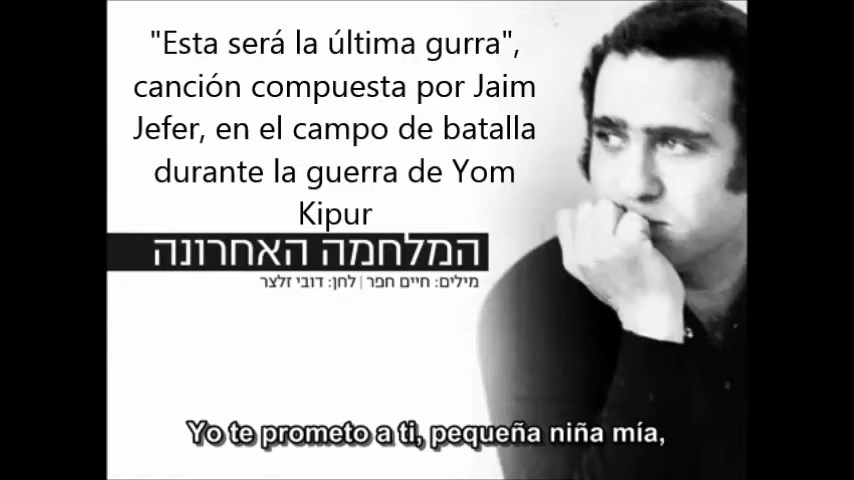 "Esta será la última gurra",
canción compuesta por Jaim
Jefer, en el campo de batalla
durante la guerra de Yom
Kipur
המלחמה האחרונה
מילים: חיים חפר | לחן: דובי זלצר
Yo te prometo a ti, pequeña niña mía,